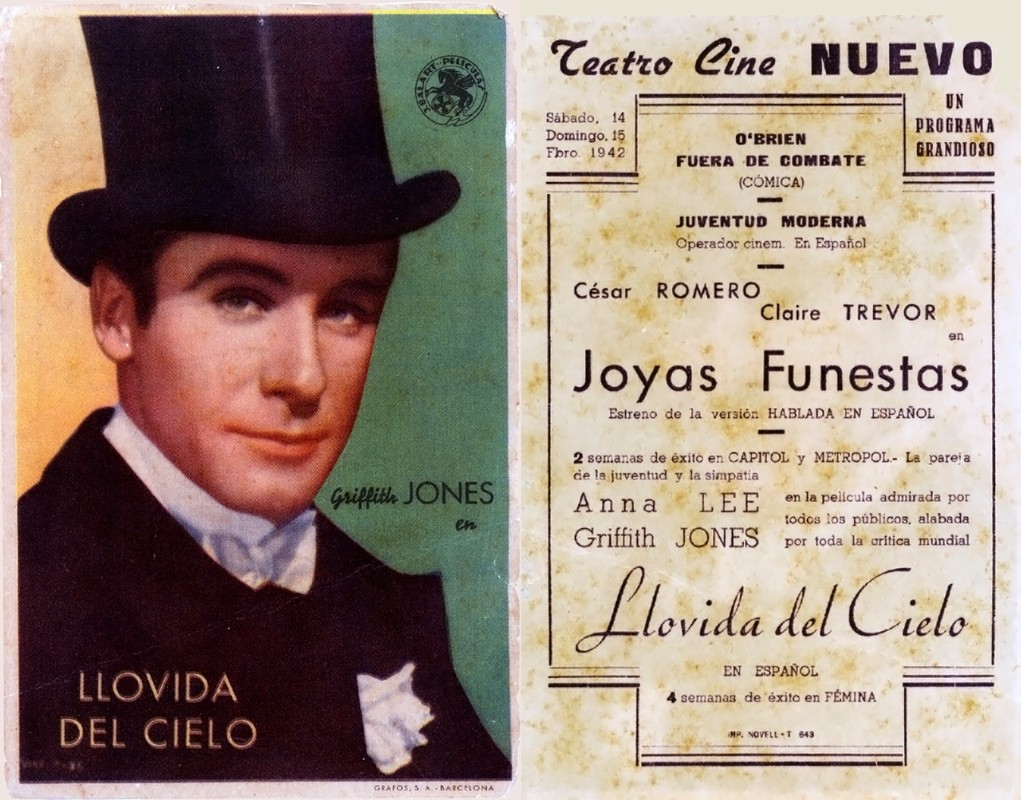 J. BALART - PELICULAS
Griffith JONES
en
LLOVIDA
DEL CIELO
GRAFOS, S. A. - BARCELONA
Teatro Cine NUEVO
Sábado, 14
Domingo, 15
Fbro. 1942
UN
PROGRAMA
GRANDIOSO
O'BRIEN
FUERA DE COMBATE
(CÓMICA)
JUVENTUD MODERNA
Operador cinem. En Español
César ROMERO
Claire TREVOR
en
Joyas Funestas
Estreno de la versión HABLADA EN ESPAÑOL
2 semanas de éxito en CAPITOL y METROPOL.- La pareja
de la juventud y la simpatía
Anna LEE
Griffith JONES
en la película admirada por
todos los públicos, alabada
por toda la crítica mundial
Llovida del Cielo
EN ESPAÑOL
4 semanas de éxito en FÉMINA
IMP. NOVELL - T 643